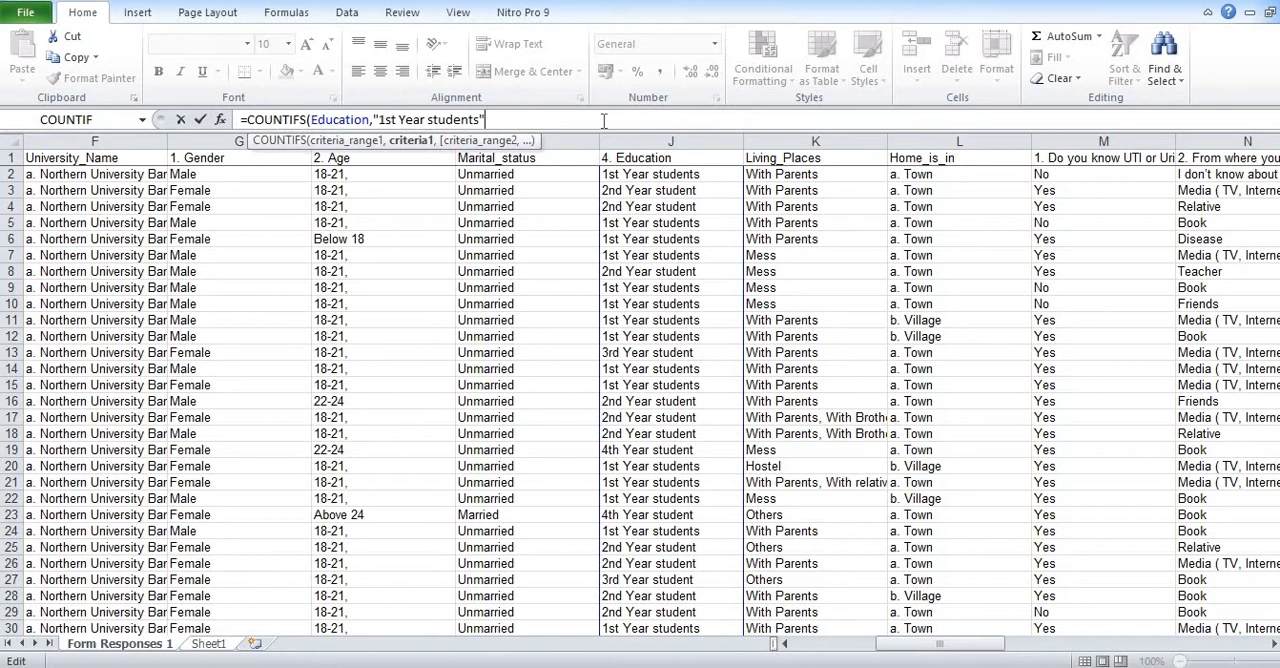 File Home Insert Page Layout Formulas Data Review View Nitro Pro 9
Paste Cut Copy Format Painter 10 B I U A Wrap Text Merge & Center General % , Conditional Formatting Format as Table Cell Styles Insert Delete Format Σ AutoSum Fill Clear Sort & Filter Find & Select
Clipboard Font Alignment Number Styles Cells Editing
COUNTIF fx =COUNTIFS(Education,"1st Year students"
COUNTIFS(criteria_range1, criteria1, [criteria_range2, ...)
F G J K L M N
1 University_Name 1. Gender 2. Age Marital_status 4. Education Living_Places Home_is_in 1. Do you know UTI or Uri 2. From where you
2 a. Northern University Bar Male 18-21, Unmarried 1st Year students With Parents a. Town No I don't know about
3 a. Northern University Bar Female 18-21, Unmarried 2nd Year student With Parents a. Town Yes Media ( TV, Interne
4 a. Northern University Bar Female 18-21, Unmarried 2nd Year student With Parents a. Town Yes Relative
5 a. Northern University Bar Male 18-21, Unmarried 1st Year students With Parents a. Town No Book
6 a. Northern University Bar Female Below 18 Unmarried 1st Year students With Parents a. Town Yes Disease
7 a. Northern University Bar Male 18-21, Unmarried 1st Year students Mess a. Town Yes Media ( TV, Interne
8 a. Northern University Bar Male 18-21, Unmarried 2nd Year student Mess a. Town Yes Teacher
9 a. Northern University Bar Male 18-21, Unmarried 1st Year students Mess a. Town No Book
10 a. Northern University Bar Male 18-21, Unmarried 1st Year students Mess a. Town No Friends
11 a. Northern University Bar Male 18-21, Unmarried 1st Year students With Parents b. Village Yes Media ( TV, Interne
12 a. Northern University Bar Male 18-21, Unmarried 1st Year students With Parents b. Village Yes Book
13 a. Northern University Bar Female 18-21, Unmarried 3rd Year student With Parents a. Town Yes Media ( TV, Interne
14 a. Northern University Bar Male 18-21, Unmarried 1st Year students With Parents a. Town Yes Media ( TV, Interne
15 a. Northern University Bar Female 18-21, Unmarried 1st Year students With Parents a. Town Yes Media ( TV, Interne
16 a. Northern University Bar Male 22-24 Unmarried 2nd Year student With Parents a. Town Yes Friends
17 a. Northern University Bar Female 18-21, Unmarried 2nd Year student With Parents, With Brothe a. Town Yes Media ( TV, Interne
18 a. Northern University Bar Male 18-21, Unmarried 2nd Year student With Parents, With Brothe a. Town Yes Relative
19 a. Northern University Bar Female 22-24 Unmarried 4th Year student Mess a. Town Yes Book
20 a. Northern University Bar Female 18-21, Unmarried 1st Year students Hostel b. Village Yes Media ( TV, Interne
21 a. Northern University Bar Female 18-21, Unmarried 1st Year students With Parents, With relativ a. Town Yes Media ( TV, Interne
22 a. Northern University Bar Male 18-21, Unmarried 1st Year students Mess b. Village Yes Book
23 a. Northern University Bar Female Above 24 Married 4th Year student Others a. Town Yes Book
24 a. Northern University Bar Male 18-21, Unmarried 1st Year students With Parents a. Town Yes Book
25 a. Northern University Bar Female 18-21, Unmarried 2nd Year student Others a. Town Yes Relative
26 a. Northern University Bar Female 18-21, Unmarried 2nd Year student With Parents a. Town Yes Media ( TV, Interne
27 a. Northern University Bar Female 18-21, Unmarried 3rd Year student Others a. Town Yes Book
28 a. Northern University Bar Female 18-21, Unmarried 2nd Year student With Parents b. Village Yes Book
29 a. Northern University Bar Female 18-21, Unmarried 2nd Year student With Parents a. Town No Book
30 a. Northern University Bar Female 18-21, Unmarried 1st Year students With Parents a. Town Yes Media ( TV, Interne
Form Responses 1 Sheet1
Edit 100%